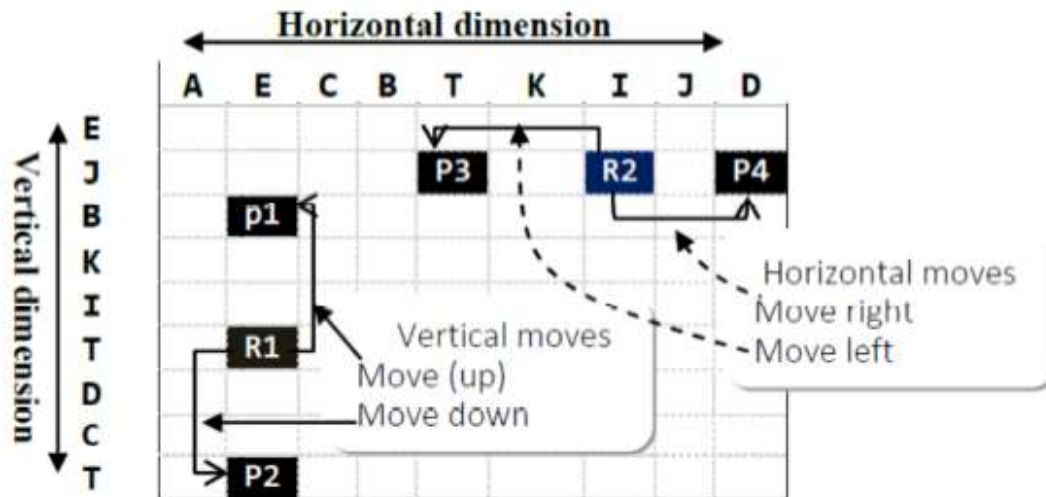 Horizontal dimension
A E C B T K I J D
Vertical dimension
E
J P3 R2 P4
B p1
K
I
T R1
D
C
T P2
Horizontal moves
Move right
Move left
Vertical moves
Move (up)
Move down